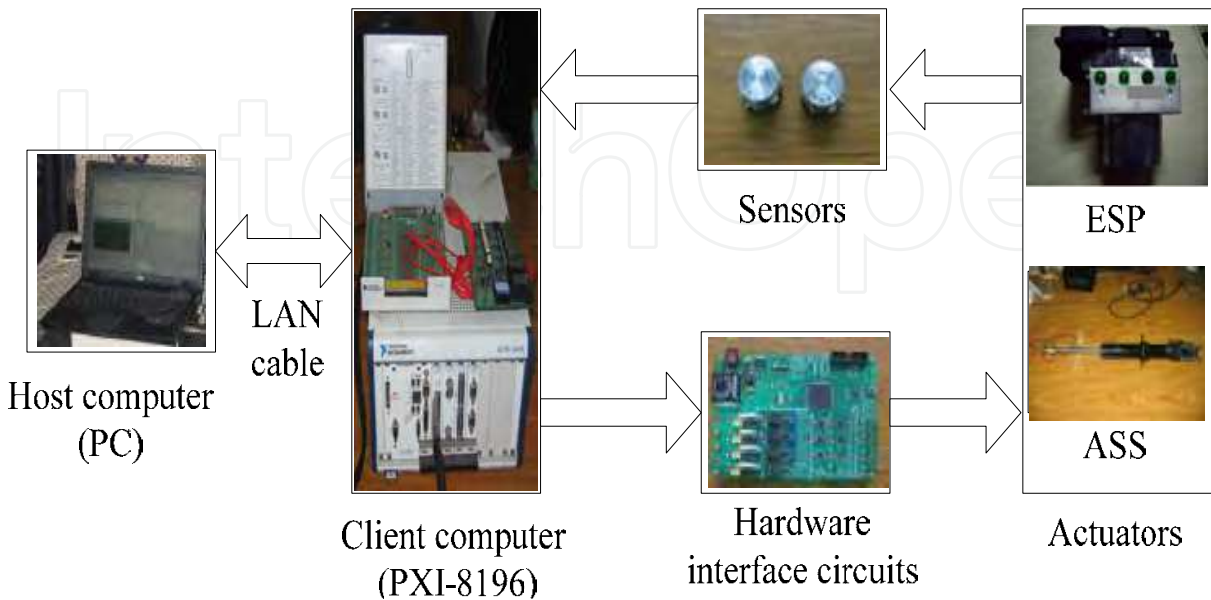 Sensors
ESP
LAN
cable
Host computer
(PC)
ASS
Client computer
(PXI-8196)
Hardware
interface circuits
Actuators